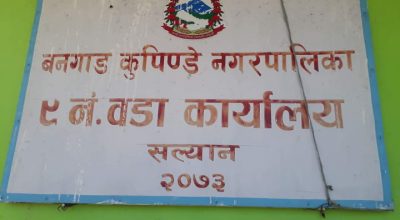 बनगाड कुपिण्डे नगरपालिका
९ नं. वडा कार्यालय
सल्यान
२०७३